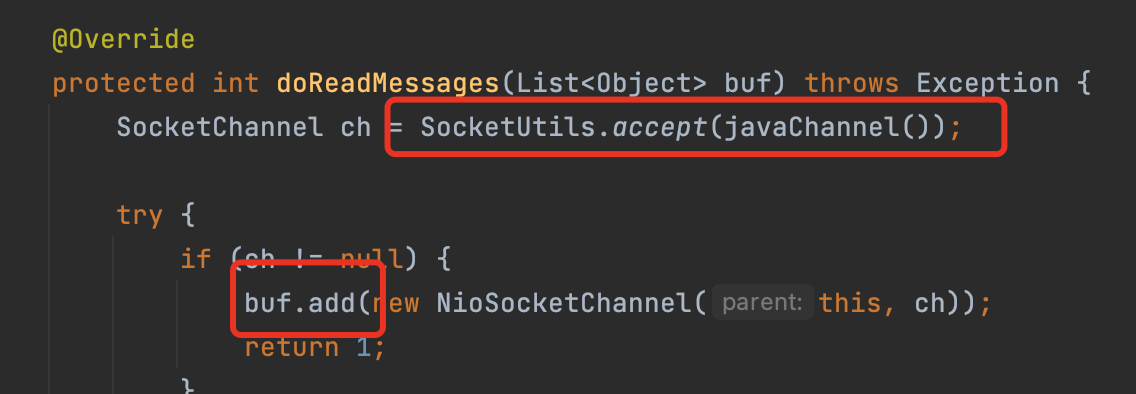 @Override
protected int doReadMessages(List<Object> buf) throws Exception {
SocketChannel ch = SocketUtils.accept(javaChannel());
try {
if (ch != null) {
buf.add(new NioSocketChannel( parent: this, ch));
return 1;
}